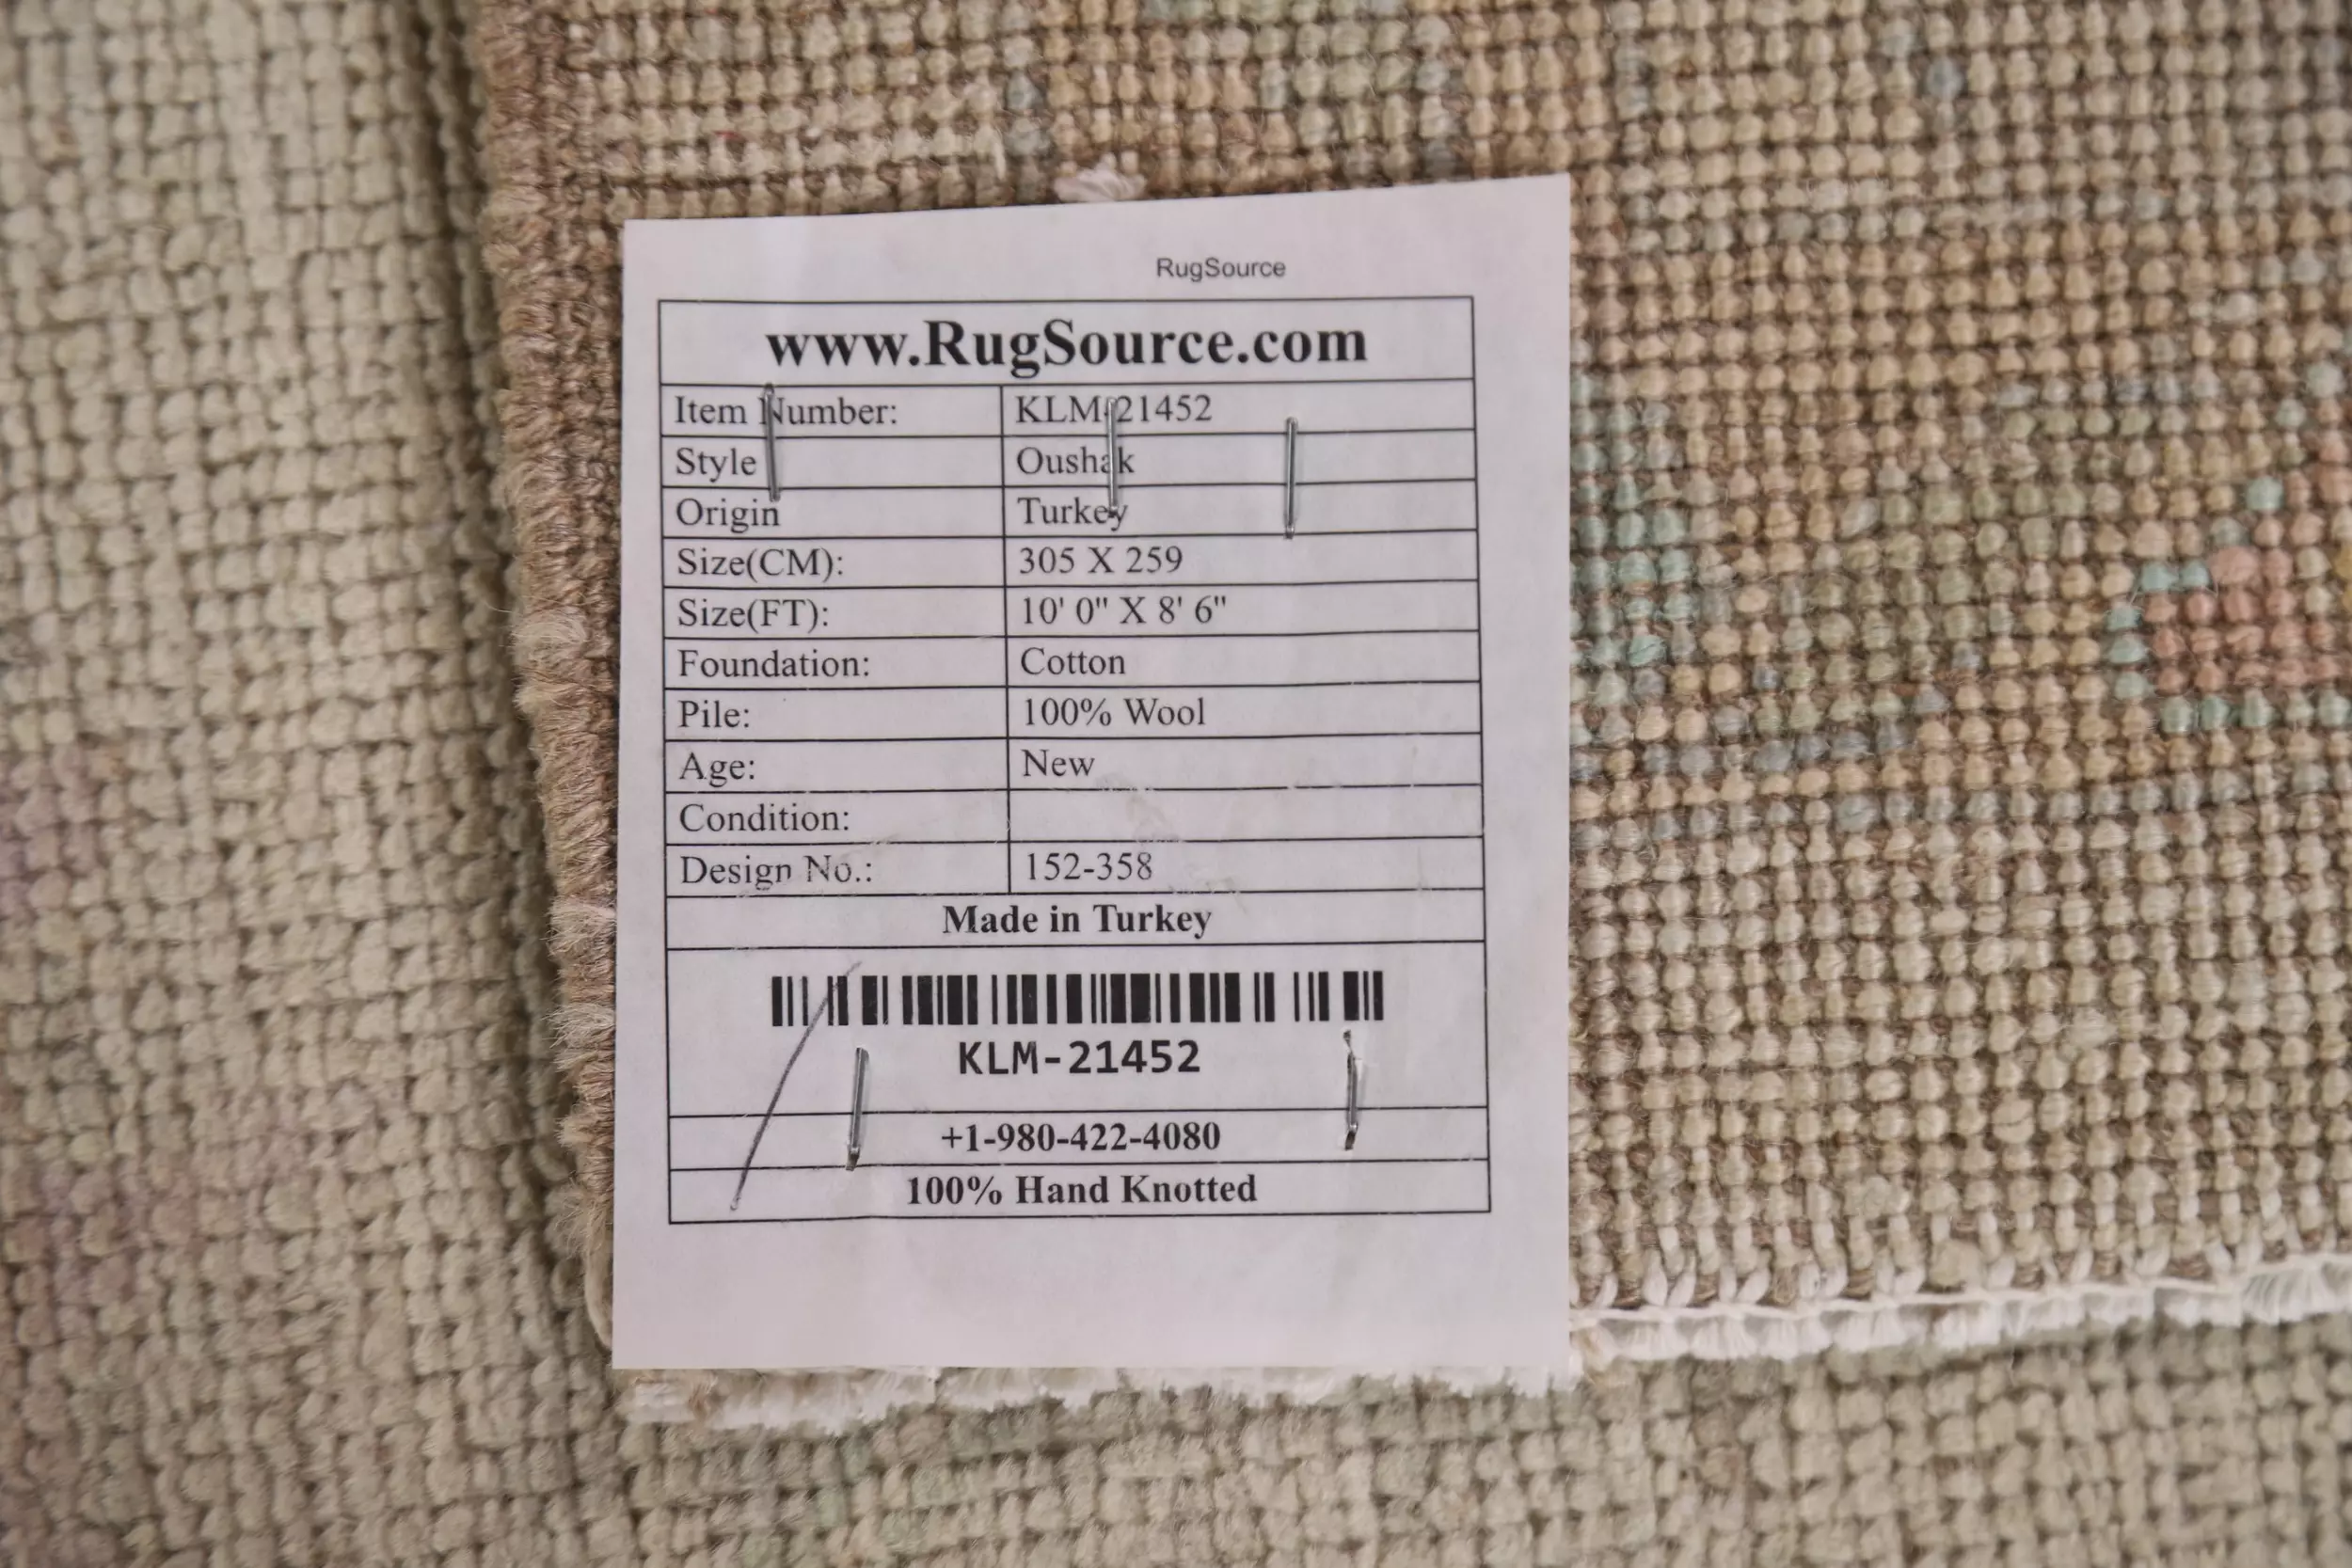 RugSource
www.RugSource.com
Item Number: KLM-21452
Style Oushak
Origin Turkey
Size(CM): 305 X 259
Size(FT): 10' 0" X 8' 6"
Foundation: Cotton
Pile: 100% Wool
Age: New
Condition:
Design No.: 152-358
Made in Turkey
KLM-21452
+1-980-422-4080
100% Hand Knotted